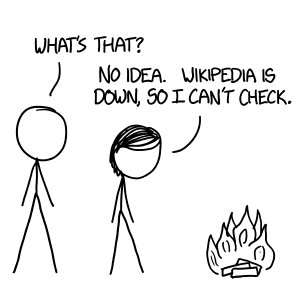 WHAT'S THAT?
NO IDEA. WIKIPEDIA IS
DOWN, SO I CAN'T CHECK.